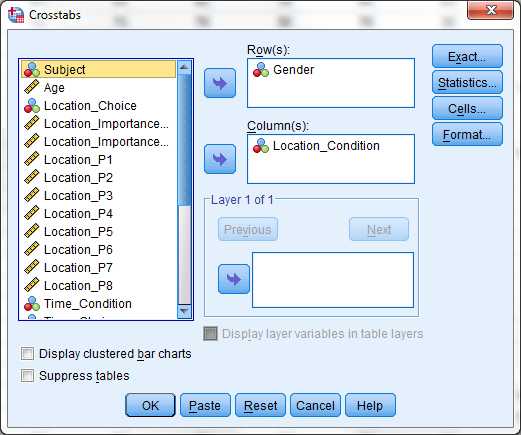 Crosstabs
Subject
Age
Location_Choice
Location_Importance...
Location_Importance...
Location_P1
Location_P2
Location_P3
Location_P4
Location_P5
Location_P6
Location_P7
Location_P8
Time_Condition
Row(s):
Gender
Column(s):
Location_Condition
Layer 1 of 1
Previous
Next
Display layer variables in table layers
Exact...
Statistics...
Cells...
Format...
Display clustered bar charts
Suppress tables
OK
Paste
Reset
Cancel
Help